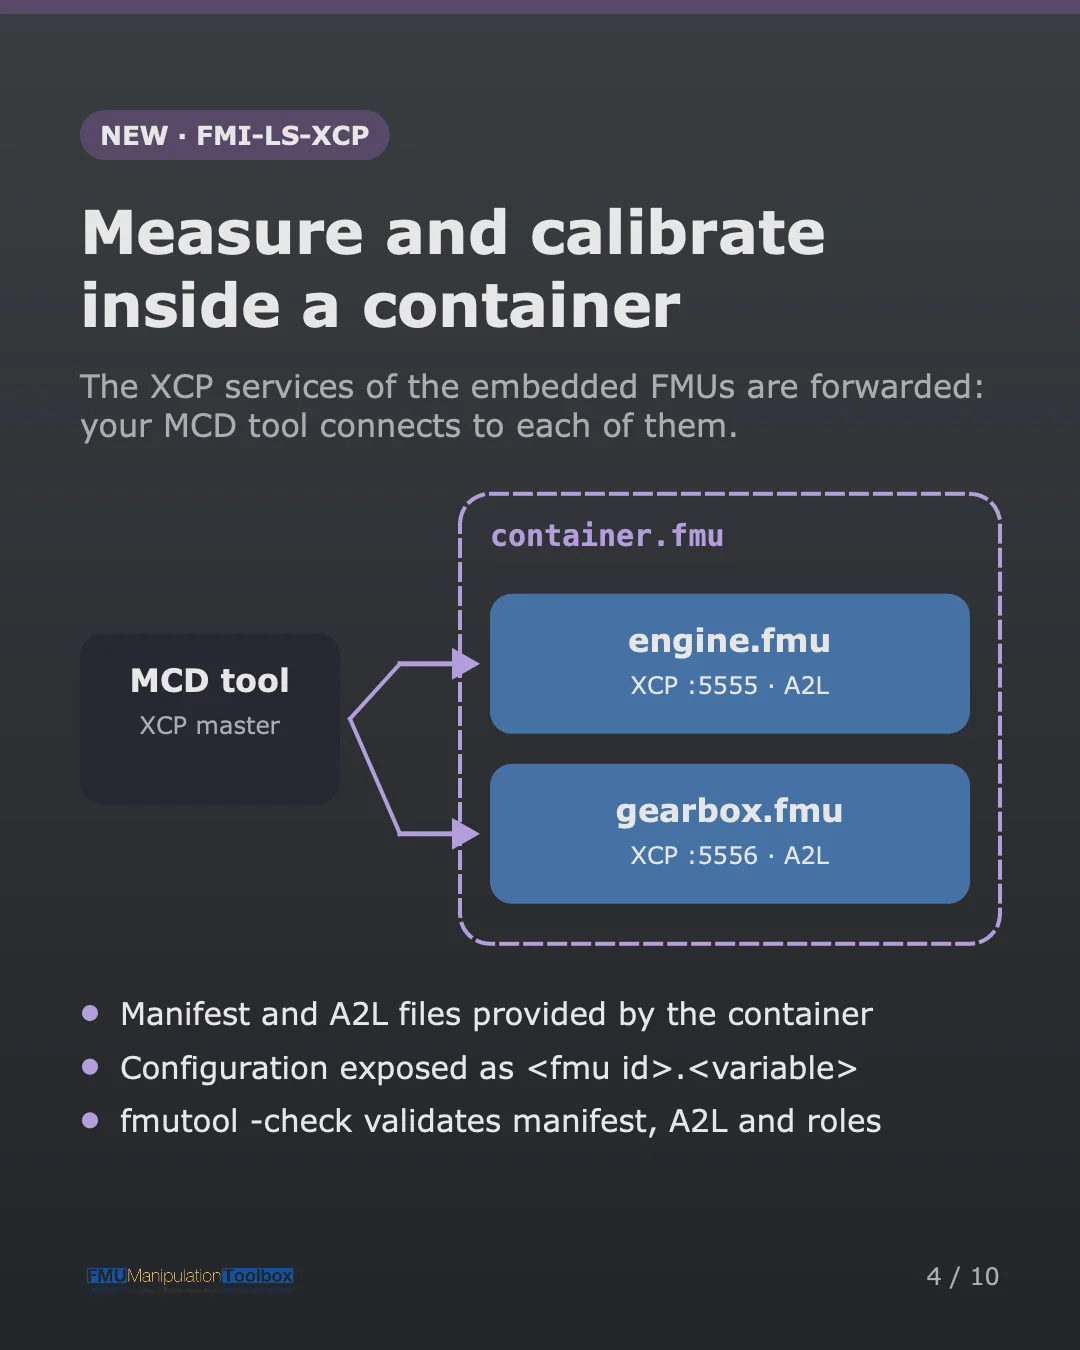 NEW · FMI-LS-XCP
Measure and calibrate
inside a container
The XCP services of the embedded FMUs are forwarded:
your MCD tool connects to each of them.
container.fmu
engine.fmu
XCP :5555 · A2L
MCD tool
XCP master
gearbox.fmu
XCP :5556 · A2L
Manifest and A2L files provided by the container
Configuration exposed as <fmu id>.<variable>
fmutool -check validates manifest, A2L and roles
FMUManipulationToolbox
4 / 10